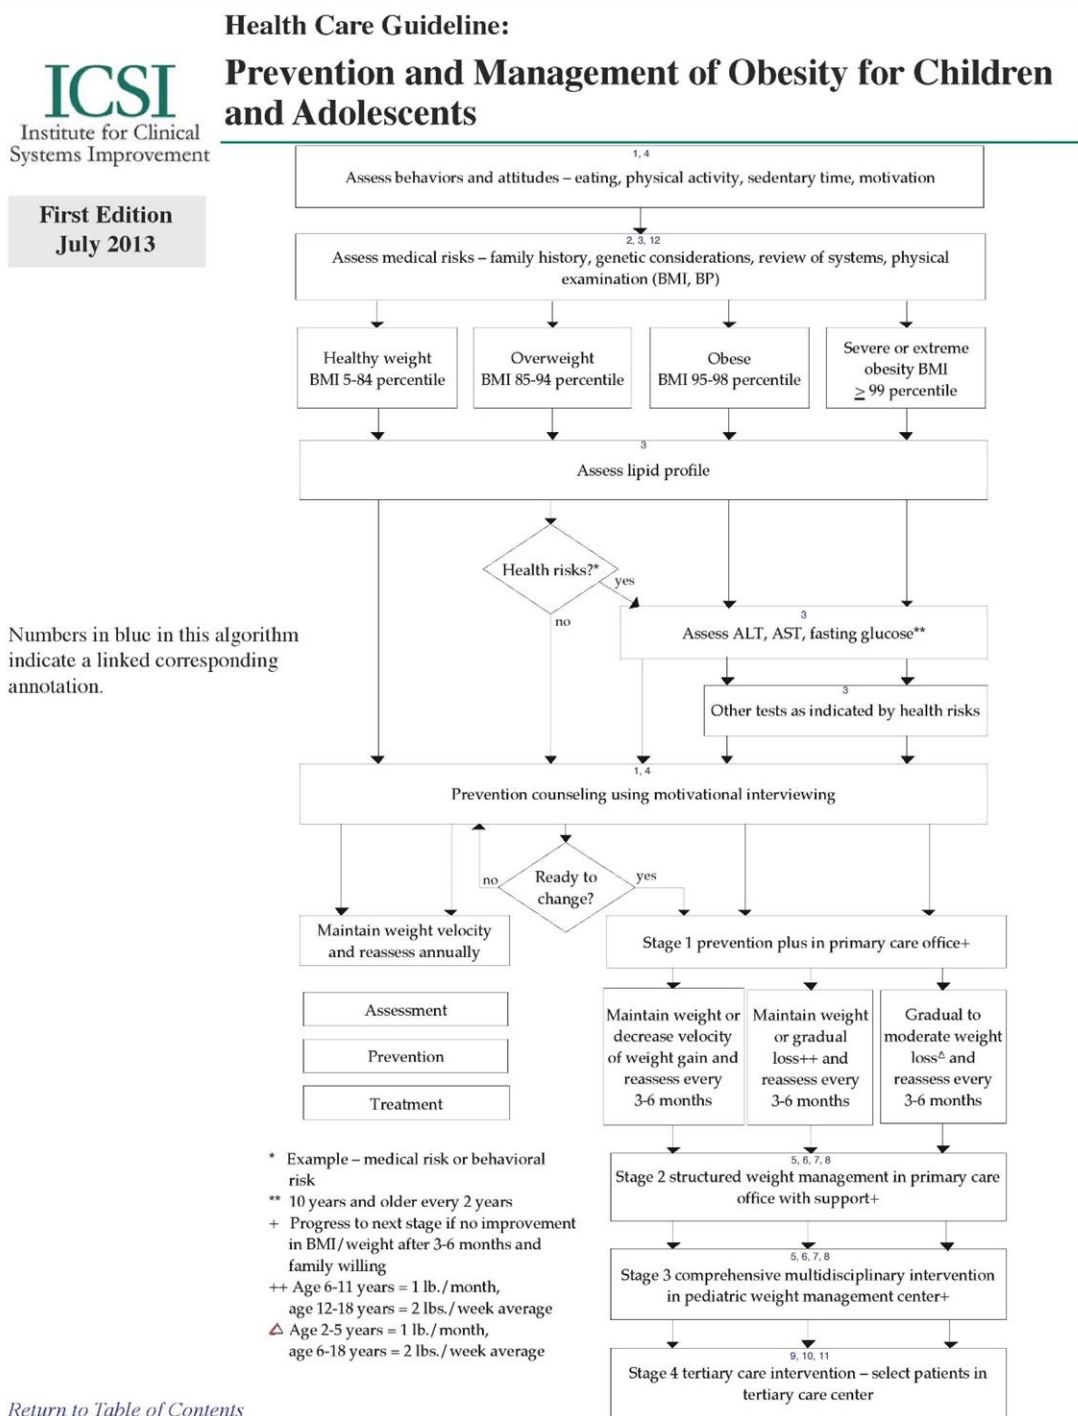 Health Care Guideline:
Prevention and Management of Obesity for Children
and Adolescents
ICSI
Institute for Clinical
Systems Improvement
First Edition
July 2013
1, 4
Assess behaviors and attitudes – eating, physical activity, sedentary time, motivation
2, 3, 12
Assess medical risks – family history, genetic considerations, review of systems, physical
examination (BMI, BP)
Healthy weight
BMI 5-84 percentile
Overweight
BMI 85-94 percentile
Obese
BMI 95-98 percentile
Severe or extreme
obesity BMI
≥ 99 percentile
3
Assess lipid profile
Health risks?*
yes
no
3
Assess ALT, AST, fasting glucose**
3
Other tests as indicated by health risks
Numbers in blue in this algorithm
indicate a linked corresponding
annotation.
1, 4
Prevention counseling using motivational interviewing
no
Ready to
change?
yes
Maintain weight velocity
and reassess annually
Stage 1 prevention plus in primary care office+
Assessment
Prevention
Treatment
Maintain weight or
decrease velocity
of weight gain and
reassess every
3-6 months
Maintain weight
or gradual
loss++ and
reassess every
3-6 months
Gradual to
moderate weight
loss△ and
reassess every
3-6 months
5, 6, 7, 8
Stage 2 structured weight management in primary care
office with support+
5, 6, 7, 8
Stage 3 comprehensive multidisciplinary intervention
in pediatric weight management center+
9, 10, 11
Stage 4 tertiary care intervention – select patients in
tertiary care center
* Example – medical risk or behavioral
risk
** 10 years and older every 2 years
+ Progress to next stage if no improvement
in BMI/weight after 3-6 months and
family willing
++ Age 6-11 years = 1 lb./month,
age 12-18 years = 2 lbs./week average
△ Age 2-5 years = 1 lb./month,
age 6-18 years = 2 lbs./week average
Return to Table of Contents